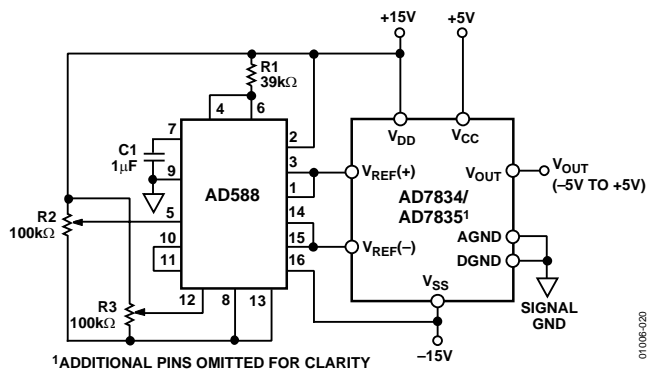 +15V
+5V
R1
39kΩ
4
6
7
2
C1
1µF
9
3
1
AD588
5
14
10
15
11
16
12
8
13
R2
100kΩ
R3
100kΩ
VDD
VCC
VREF(+)
VOUT
VOUT
(–5V TO +5V)
AD7834/
AD7835¹
AGND
VREF(–)
DGND
VSS
SIGNAL
GND
–15V
¹ADDITIONAL PINS OMITTED FOR CLARITY
01006-020